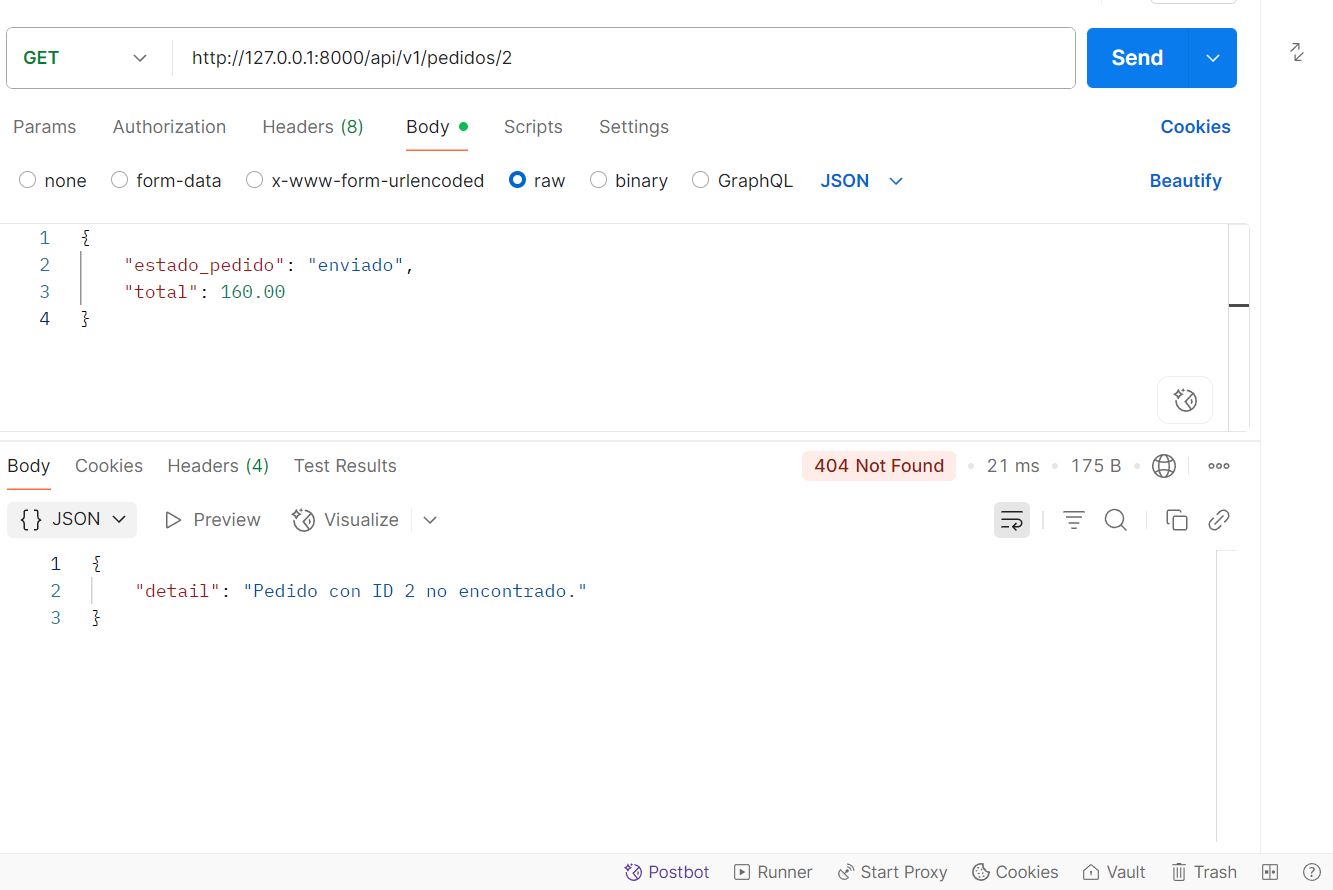 GET http://127.0.0.1:8000/api/v1/pedidos/2 Send
Params Authorization Headers (8) Body Scripts Settings Cookies
none form-data x-www-form-urlencoded raw binary GraphQL JSON Beautify
1 {
2 "estado_pedido": "enviado",
3 "total": 160.00
4 }
Body Cookies Headers (4) Test Results 404 Not Found 21 ms 175 B
{} JSON Preview Visualize
1 {
2 "detail": "Pedido con ID 2 no encontrado."
3 }
Postbot Runner Start Proxy Cookies Vault Trash